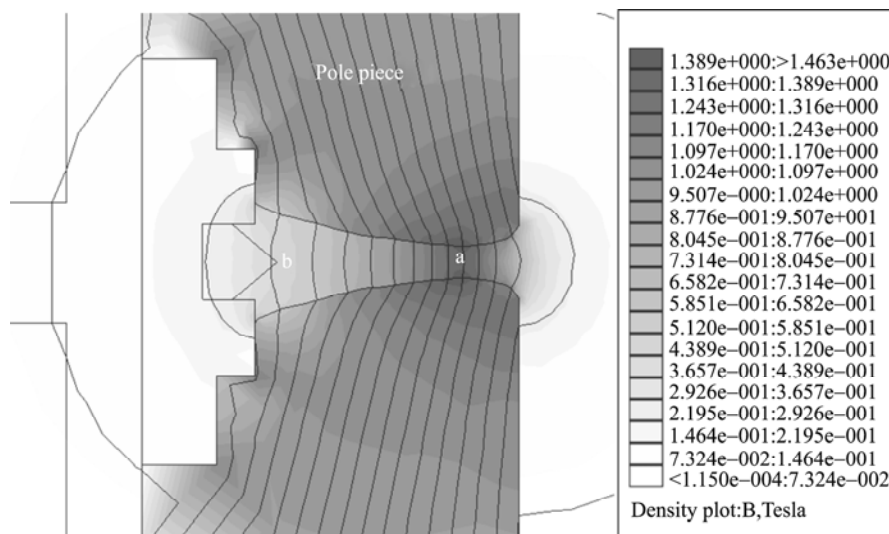 Pole piece
b
a
1.389e+000:>1.463e+000
1.316e+000:1.389e+000
1.243e+000:1.316e+000
1.170e+000:1.243e+000
1.097e+000:1.170e+000
1.024e+000:1.097e+000
9.507e−000:1.024e+000
8.776e−001:9.507e+001
8.045e−001:8.776e−001
7.314e−001:8.045e−001
6.582e−001:7.314e−001
5.851e−001:6.582e−001
5.120e−001:5.851e−001
4.389e−001:5.120e−001
3.657e−001:4.389e−001
2.926e−001:3.657e−001
2.195e−001:2.926e−001
1.464e−001:2.195e−001
7.324e−002:1.464e−001
<1.150e−004:7.324e−002
Density plot:B,Tesla